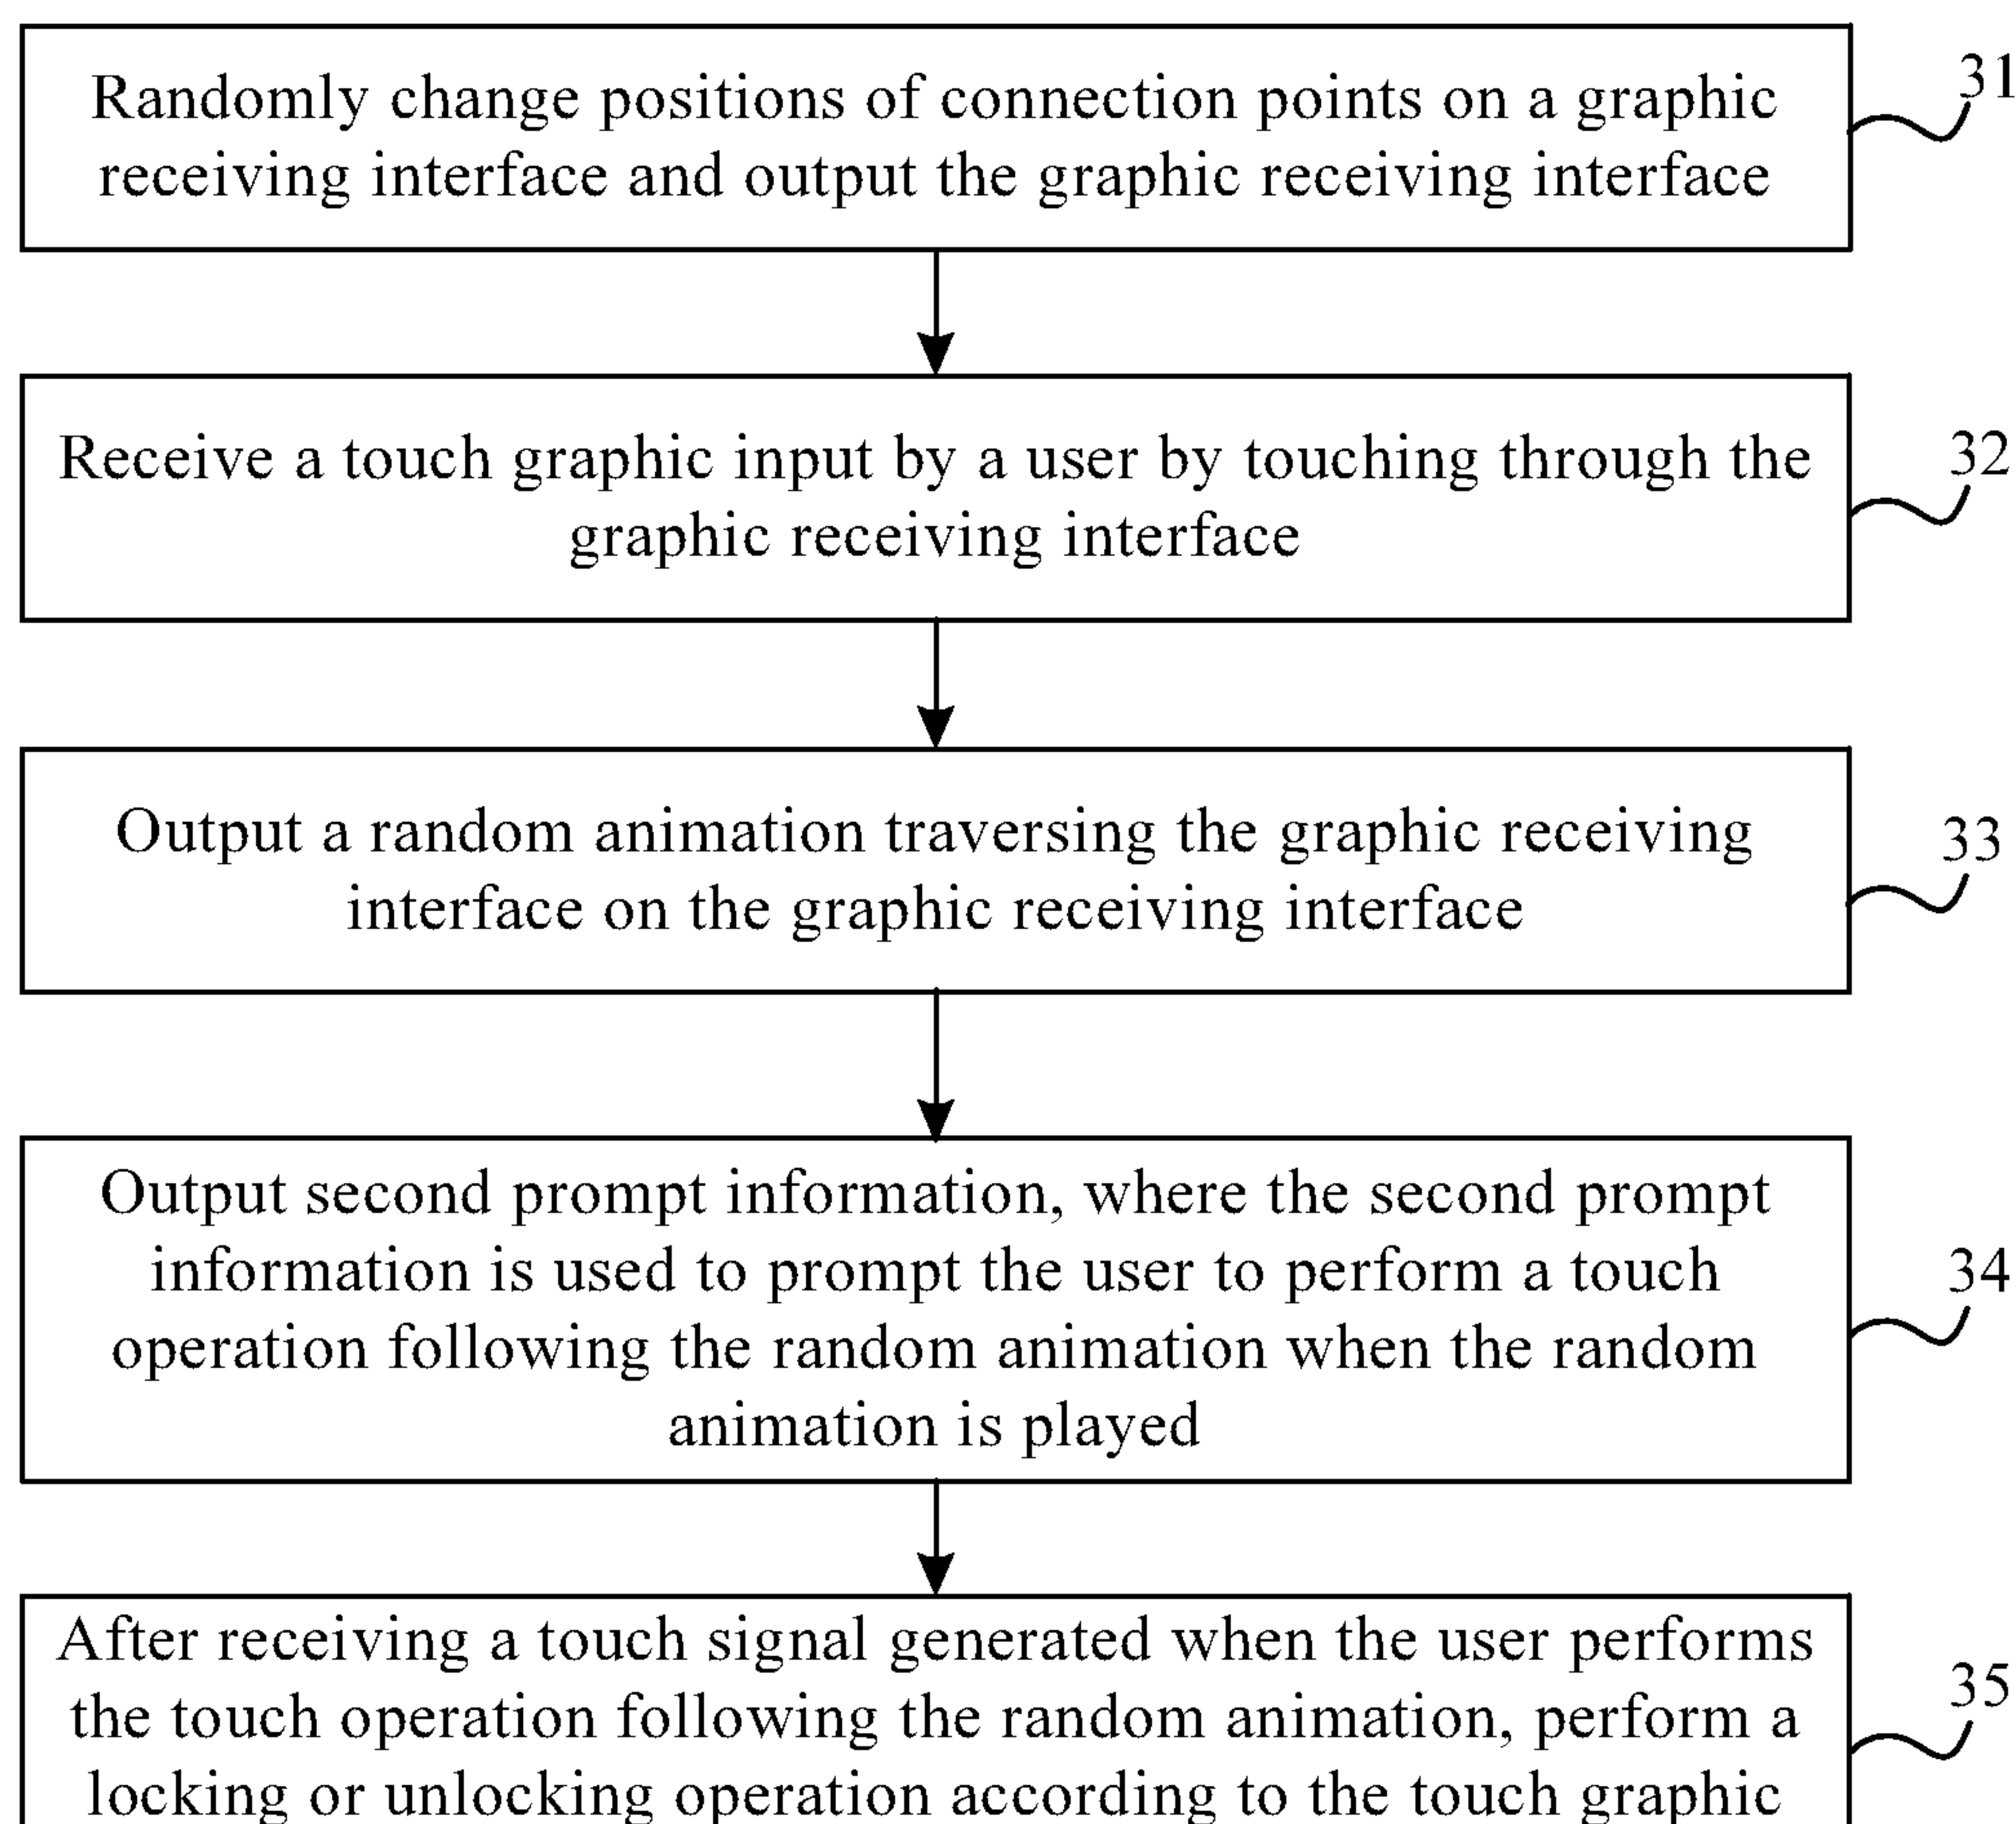 Randomly change positions of connection points on a graphic
receiving interface and output the graphic receiving interface
31
Receive a touch graphic input by a user by touching through the
graphic receiving interface
32
Output a random animation traversing the graphic receiving
interface on the graphic receiving interface
33
Output second prompt information, where the second prompt
information is used to prompt the user to perform a touch
operation following the random animation when the random
animation is played
34
After receiving a touch signal generated when the user performs
the touch operation following the random animation, perform a
locking or unlocking operation according to the touch graphic
35